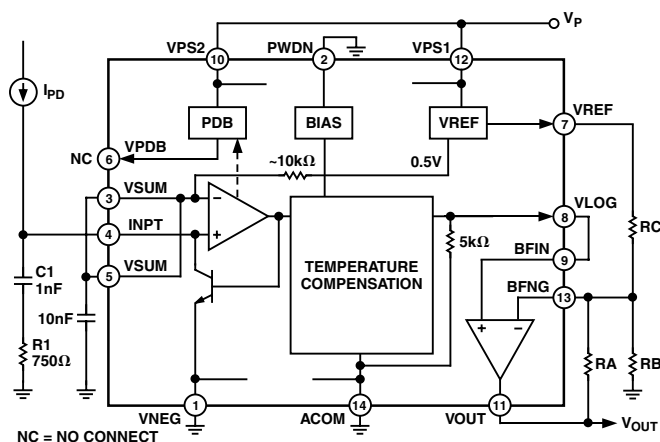 VP
VPS2
PWDN
VPS1
10
2
12
IPD
PDB
BIAS
VREF
7
VREF
VPDB
NC
6
~10kΩ
0.5V
VSUM
3
−
VLOG
8
INPT
4
+
5kΩ
RC
VSUM
5
TEMPERATURE
COMPENSATION
BFIN
9
BFNG
13
C1
1nF
10nF
+
−
R1
750Ω
RA
RB
1
14
11
VNEG
ACOM
VOUT
VOUT
NC = NO CONNECT